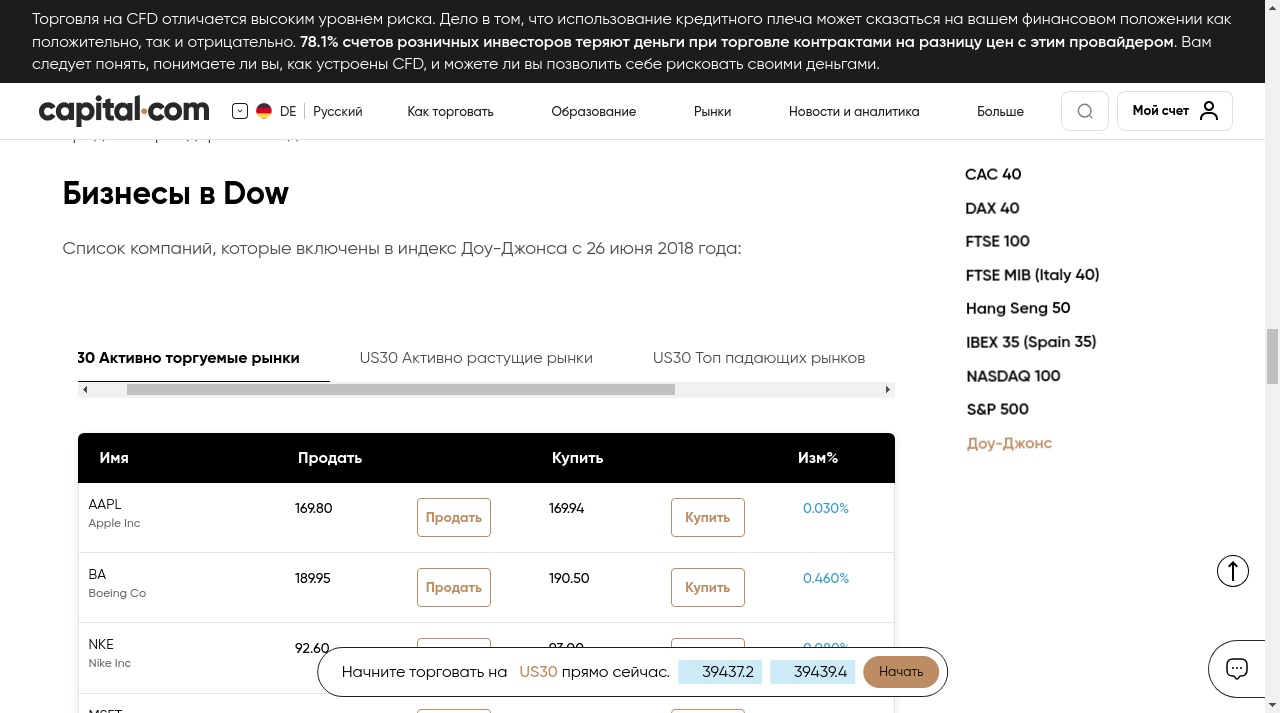 Торговля на CFD отличается высоким уровнем риска. Дело в том, что использование кредитного плеча может сказаться на вашем финансовом положении как
положительно, так и отрицательно. 78.1% счетов розничных инвесторов теряют деньги при торговле контрактами на разницу цен с этим провайдером. Вам
следует понять, понимаете ли вы, как устроены CFD, и можете ли вы позволить себе рисковать своими деньгами.
capital.com DE Русский Как торговать Образование Рынки Новости и аналитика Больше Мой счет
Бизнесы в Dow
Список компаний, которые включены в индекс Доу-Джонса с 26 июня 2018 года:
30 Активно торгуемые рынки US30 Активно растущие рынки US30 Топ падающих рынков
Имя Продать Купить Изм%
AAPL 169.80 Продать 169.94 Купить 0.030%
Apple Inc
BA 189.95 Продать 190.50 Купить 0.460%
Boeing Co
NKE 92.60
Nike Inc
Начните торговать на US30 прямо сейчас. 39437.2 39439.4 Начать
CAC 40
DAX 40
FTSE 100
FTSE MIB (Italy 40)
Hang Seng 50
IBEX 35 (Spain 35)
NASDAQ 100
S&P 500
Доу-Джонс